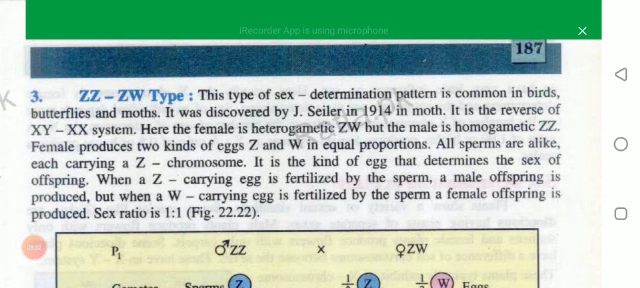 iRecorder App is using microphone
187
3. ZZ – ZW Type : This type of sex – determination pattern is common in birds,
butterflies and moths. It was discovered by J. Seiler in 1914 in moth. It is the reverse of
XY – XX system. Here the female is heterogametic ZW but the male is homogametic ZZ.
Female produces two kinds of eggs Z and W in equal proportions. All sperms are alike,
each carrying a Z – chromosome. It is the kind of egg that determines the sex of
offspring. When a Z – carrying egg is fertilized by the sperm, a male offspring is
produced, but when a W – carrying egg is fertilized by the sperm a female offspring is
produced. Sex ratio is 1:1 (Fig. 22.22).
P₁ ♂ZZ x ♀ZW
Gametes Sperms Z ½ Z ½ W Eggs